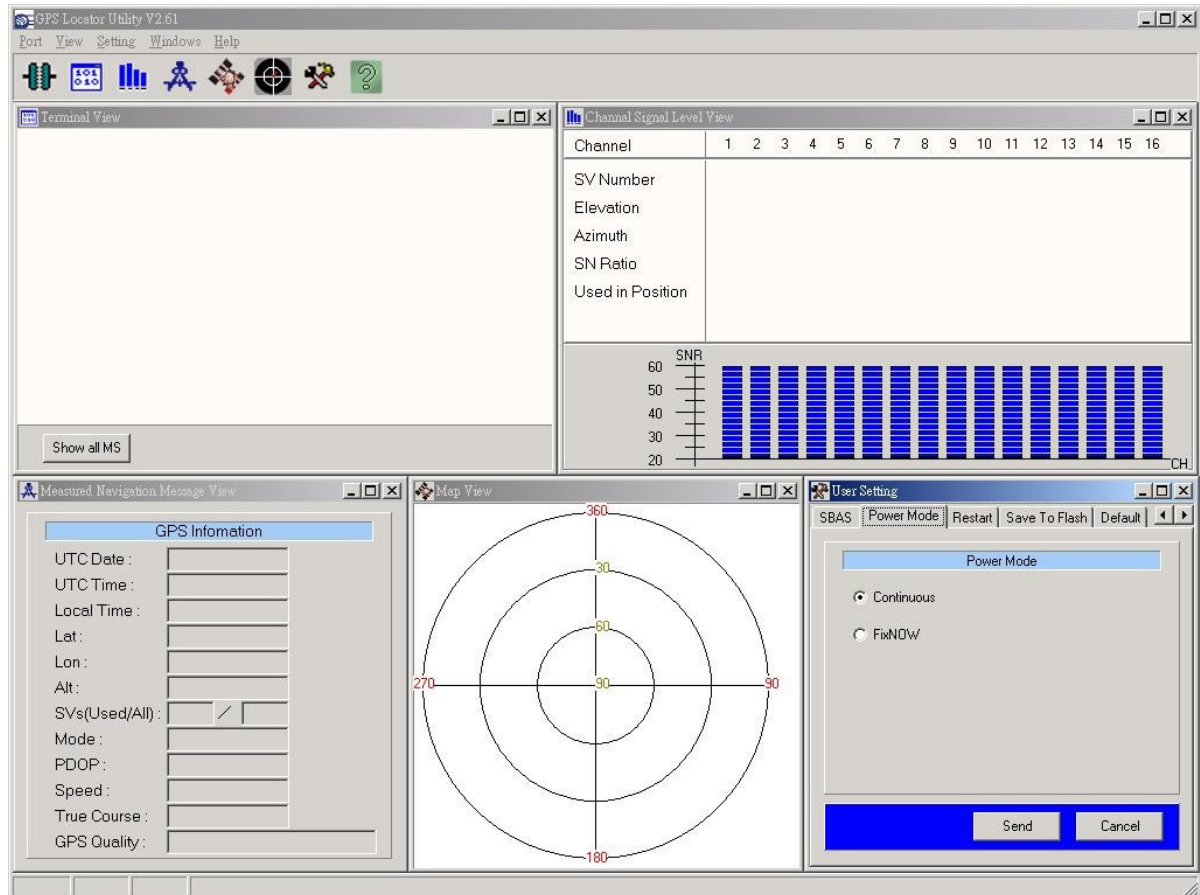 GPS Locator Utility V2.61
Port View Setting Windows Help
101
010
Terminal View
Show all MS
Channal Signal Level View
Channel 1 2 3 4 5 6 7 8 9 10 11 12 13 14 15 16
SV Number
Elevation
Azimuth
SN Ratio
Used in Position
SNR
60
50
40
30
20
CH.
Measured Navigation Message View
GPS Infomation
UTC Date :
UTC Time :
Local Time :
Lat :
Lon :
Alt :
SVs(Used/All) : /
Mode :
PDOP :
Speed :
True Course :
GPS Quality :
Map View
360
30
60
270 90 90
180
User Setting
SBAS Power Mode Restart Save To Flash Default
Power Mode
Continuous
FixNOW
Send Cancel